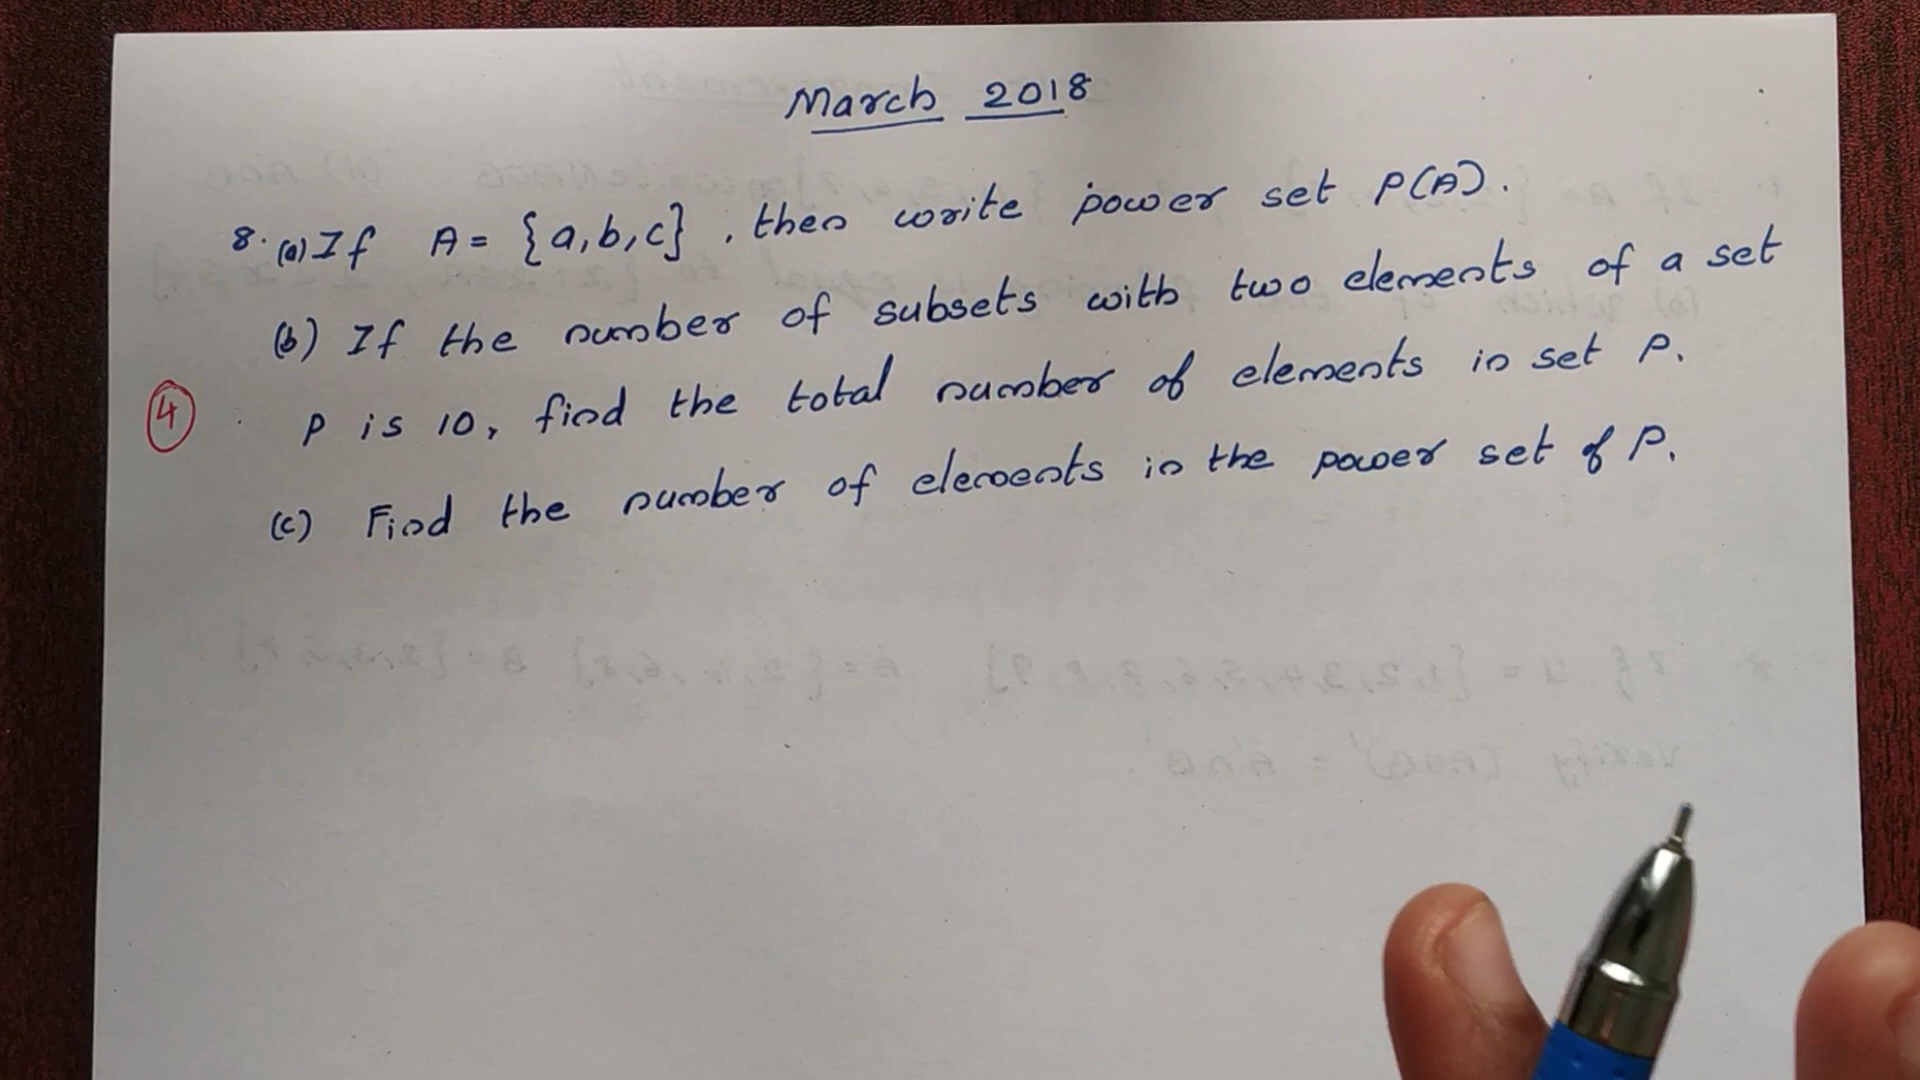 March 2018
8. (a) If A = {a,b,c}, then write power set P(A).
(b) If the number of subsets with two elements of a set
(4) P is 10, find the total number of elements in set P.
(c) Find the number of elements in the power set of P.